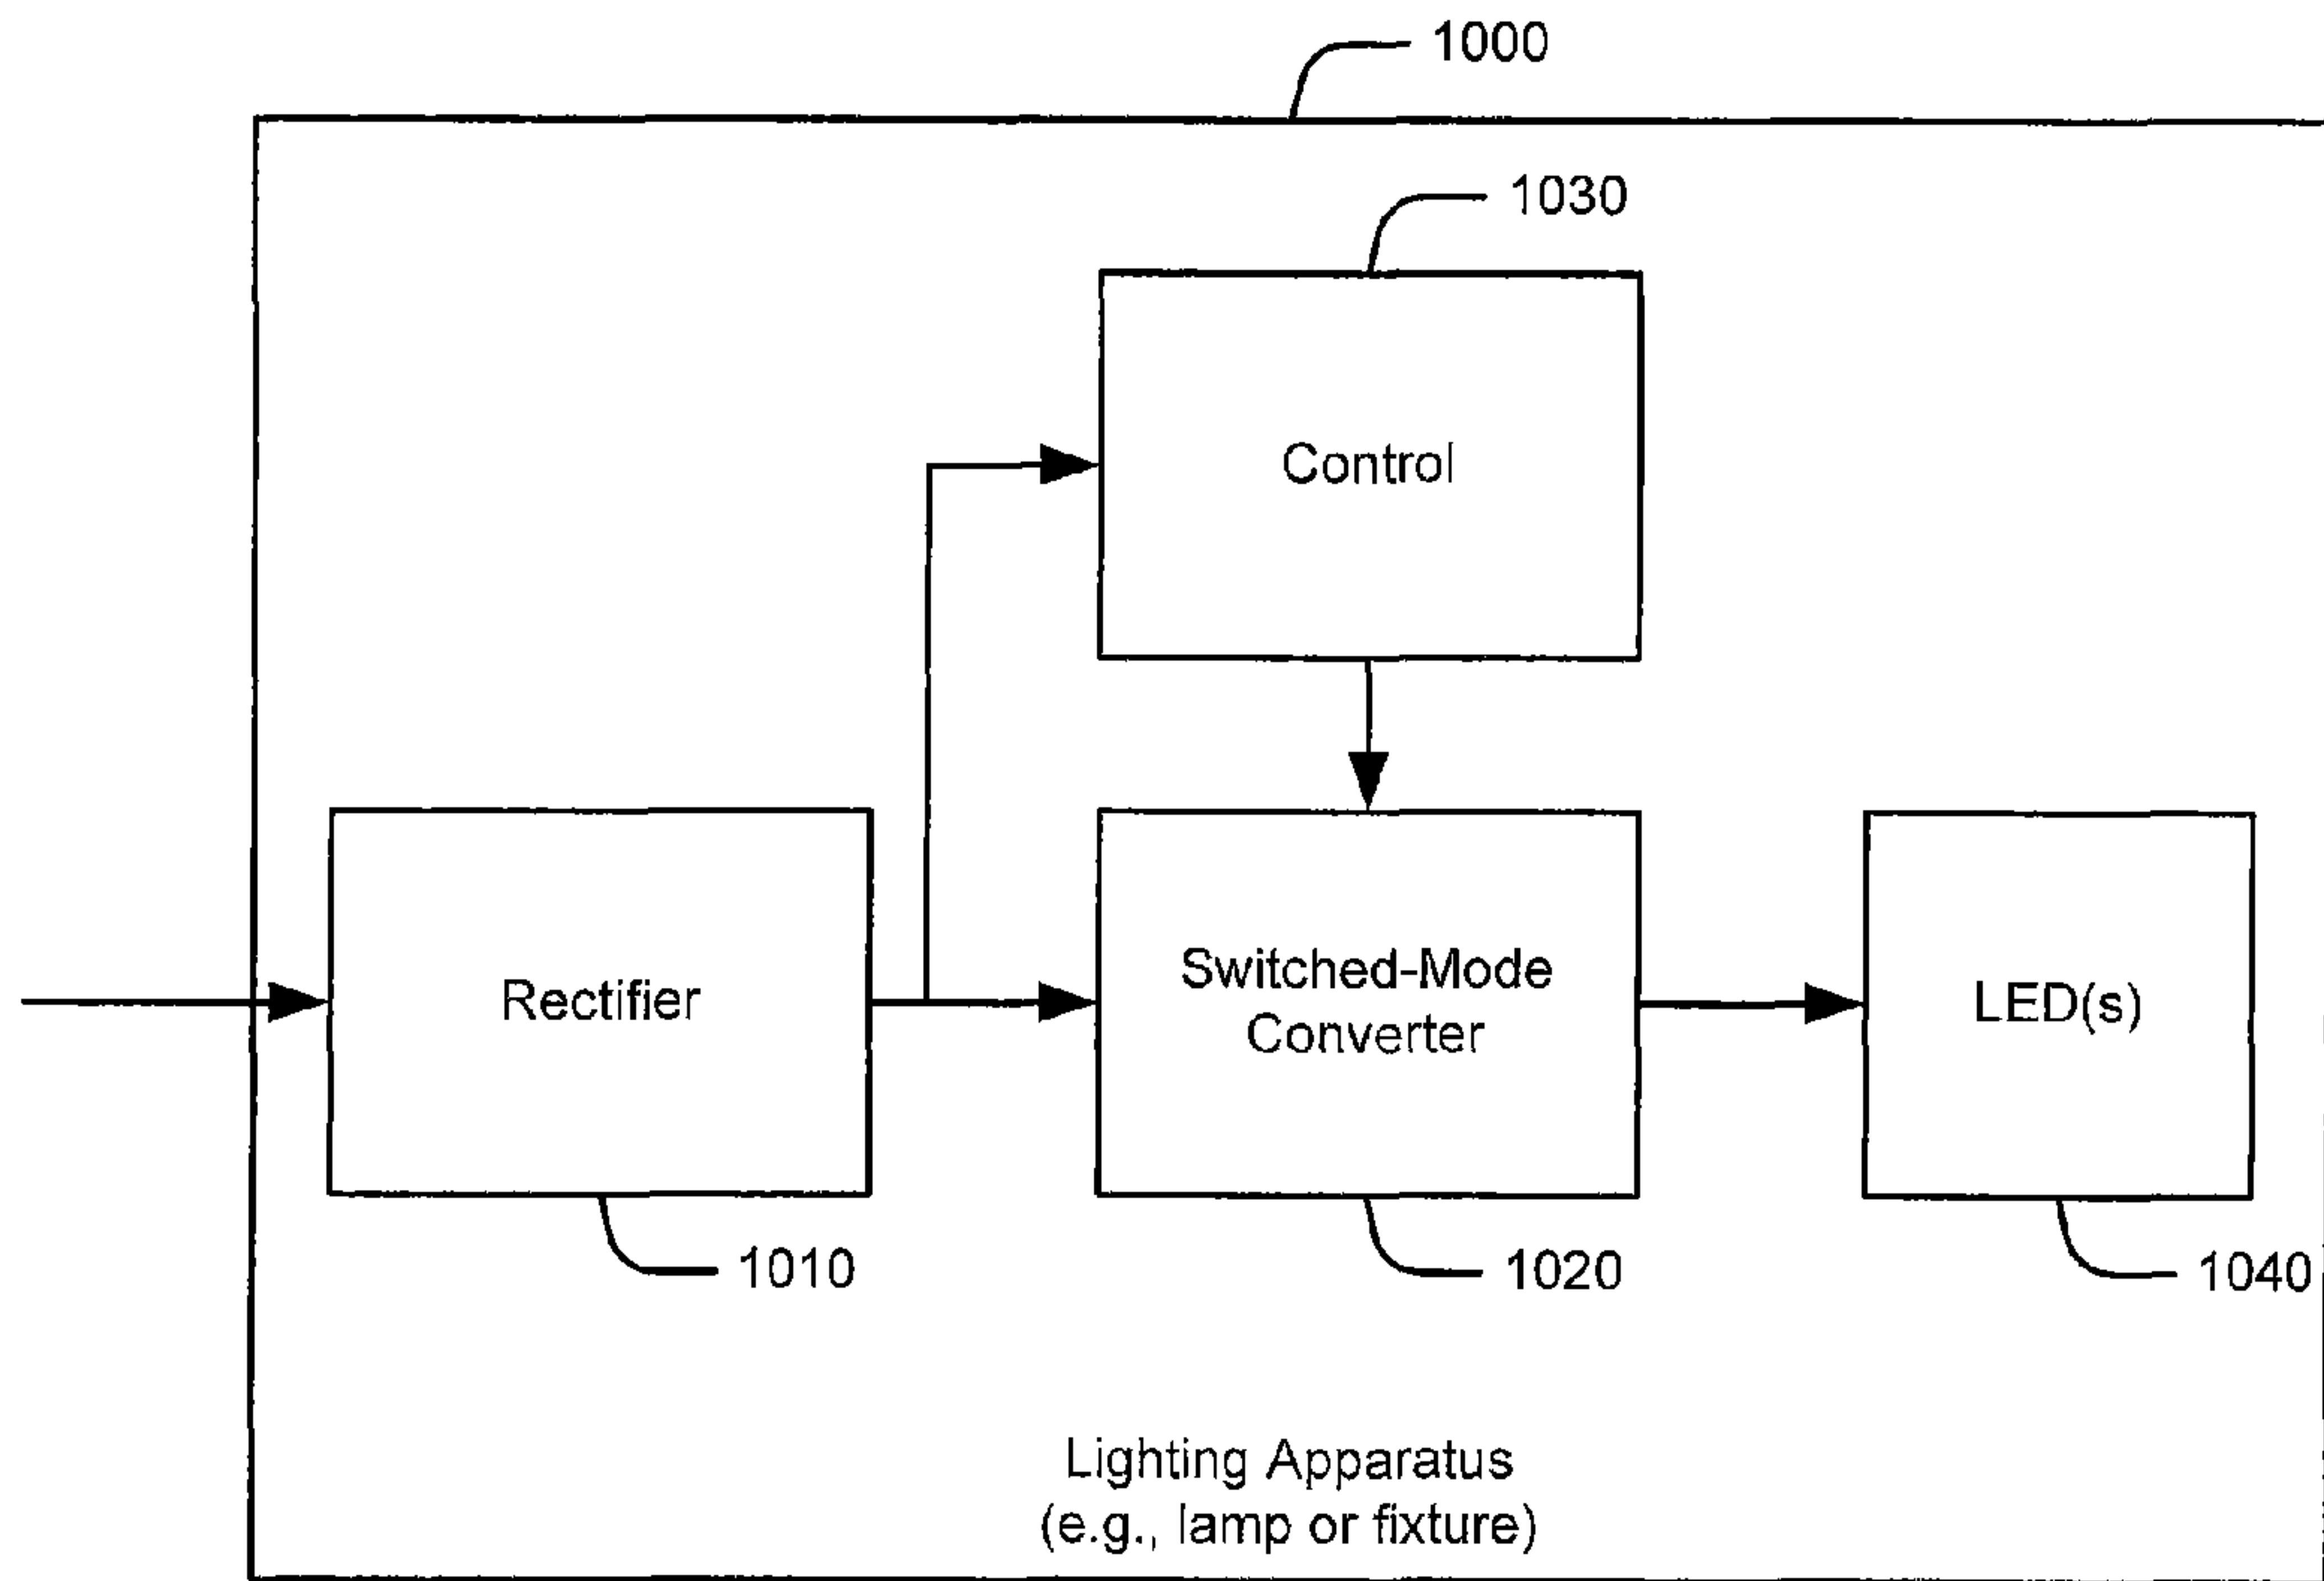 1000
1030
Control
Rectifier
Switched-Mode
Converter
LED(s)
1010
1020
1040
Lighting Apparatus
(e.g., lamp or fixture)